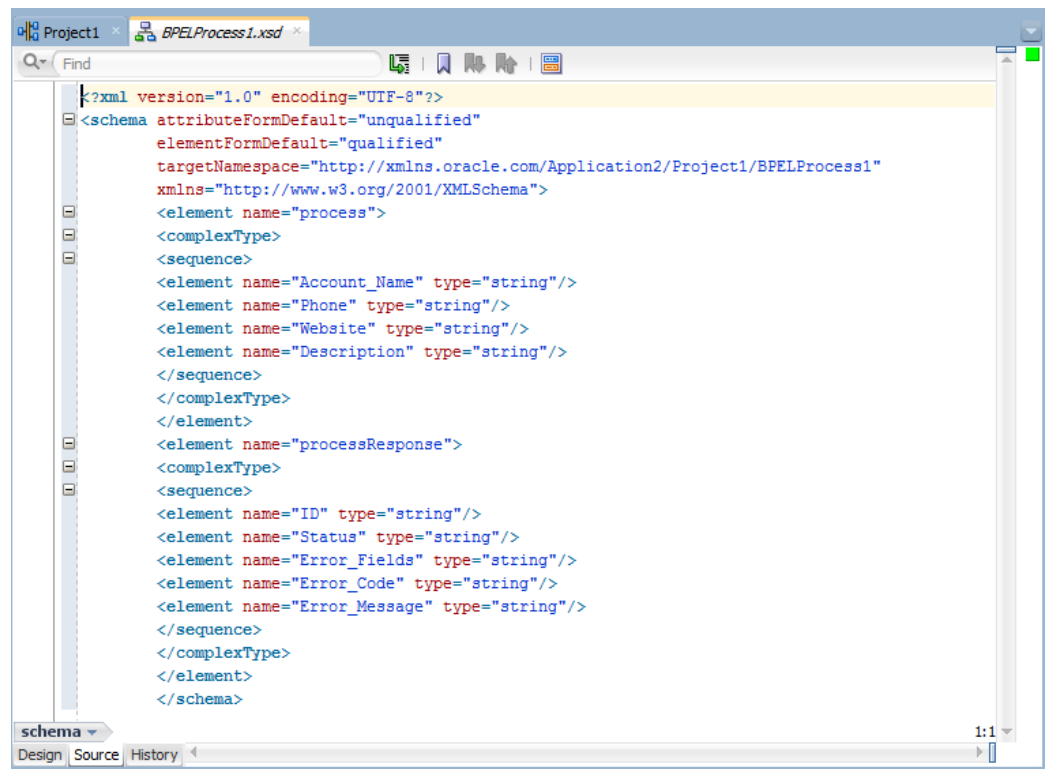 Project1
BPELProcess1.xsd
Find
<?xml version="1.0" encoding="UTF-8"?>
<schema attributeFormDefault="unqualified"
elementFormDefault="qualified"
targetNamespace="http://xmlns.oracle.com/Application2/Project1/BPELProcess1"
xmlns="http://www.w3.org/2001/XMLSchema">
<element name="process">
<complexType>
<sequence>
<element name="Account_Name" type="string"/>
<element name="Phone" type="string"/>
<element name="Website" type="string"/>
<element name="Description" type="string"/>
</sequence>
</complexType>
</element>
<element name="processResponse">
<complexType>
<sequence>
<element name="ID" type="string"/>
<element name="Status" type="string"/>
<element name="Error_Fields" type="string"/>
<element name="Error_Code" type="string"/>
<element name="Error_Message" type="string"/>
</sequence>
</complexType>
</element>
</schema>
schema
1:1
Design Source History